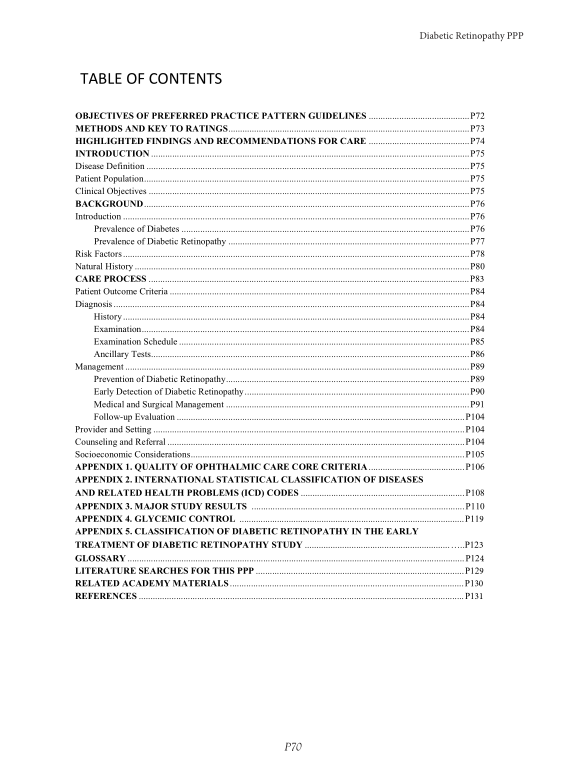 Diabetic Retinopathy PPP
TABLE OF CONTENTS
OBJECTIVES OF PREFERRED PRACTICE PATTERN GUIDELINES ........ P72
METHODS AND KEY TO RATINGS........ P73
HIGHLIGHTED FINDINGS AND RECOMMENDATIONS FOR CARE ........ P74
INTRODUCTION ........ P75
Disease Definition ........ P75
Patient Population........ P75
Clinical Objectives ........ P75
BACKGROUND........ P76
Introduction ........ P76
Prevalence of Diabetes ........ P76
Prevalence of Diabetic Retinopathy ........ P77
Risk Factors........ P78
Natural History........ P80
CARE PROCESS ........ P83
Patient Outcome Criteria ........ P84
Diagnosis ........ P84
History........ P84
Examination........ P84
Examination Schedule ........ P85
Ancillary Tests........ P86
Management ........ P89
Prevention of Diabetic Retinopathy........ P89
Early Detection of Diabetic Retinopathy........ P90
Medical and Surgical Management ........ P91
Follow-up Evaluation ........ P104
Provider and Setting ........ P104
Counseling and Referral ........ P104
Socioeconomic Considerations........ P105
APPENDIX 1. QUALITY OF OPHTHALMIC CARE CORE CRITERIA........ P106
APPENDIX 2. INTERNATIONAL STATISTICAL CLASSIFICATION OF DISEASES
AND RELATED HEALTH PROBLEMS (ICD) CODES ........ P108
APPENDIX 3. MAJOR STUDY RESULTS ........ P110
APPENDIX 4. GLYCEMIC CONTROL ........ P119
APPENDIX 5. CLASSIFICATION OF DIABETIC RETINOPATHY IN THE EARLY
TREATMENT OF DIABETIC RETINOPATHY STUDY ........ P123
GLOSSARY ........ P124
LITERATURE SEARCHES FOR THIS PPP ........ P129
RELATED ACADEMY MATERIALS ........ P130
REFERENCES ........ P131
P70